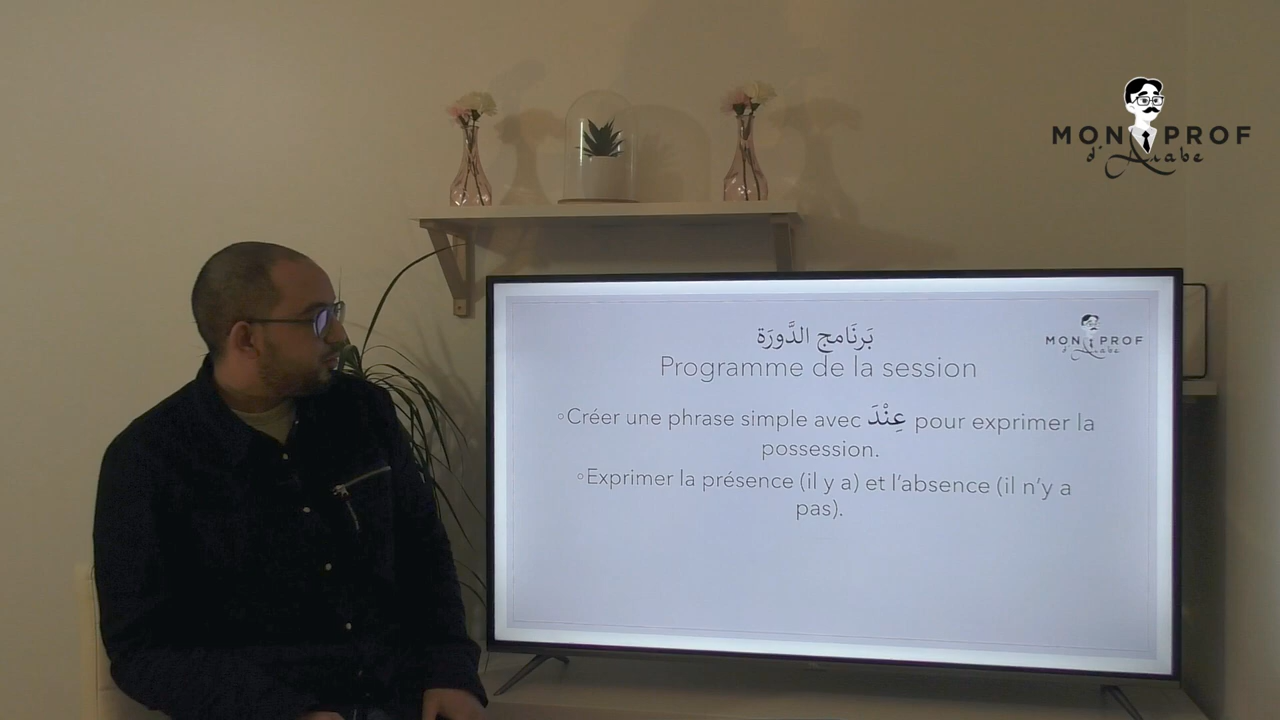 MON PROF
d'Arabe
بَرنَامج الدَّورَة
Programme de la session
MON PROF
d'Arabe
◦Créer une phrase simple avec عِنْدَ pour exprimer la
possession.
◦Exprimer la présence (il y a) et l'absence (il n'y a
pas).